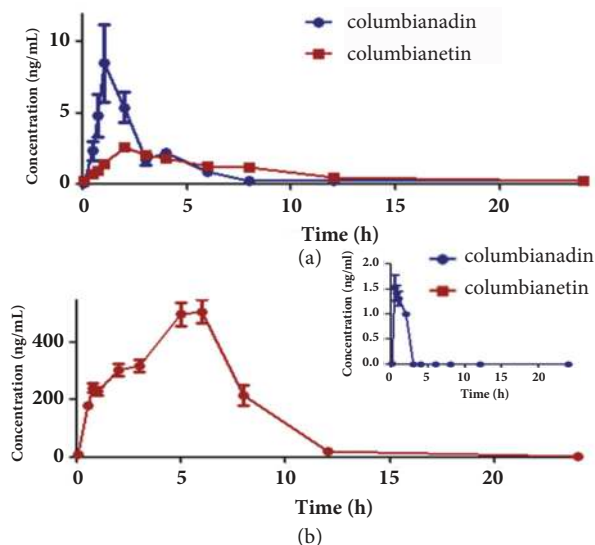 columbianadin
columbianetin
Concentration (ng/mL)
10
5
0
0
5
10
15
20
Time (h)
(a)
columbianadin
columbianetin
Concentration (ng/ml)
2.0
1.5
1.0
0.5
0.0
0
5
10
15
20
Time (h)
Concentration (ng/mL)
400
200
0
0
5
10
15
20
Time (h)
(b)